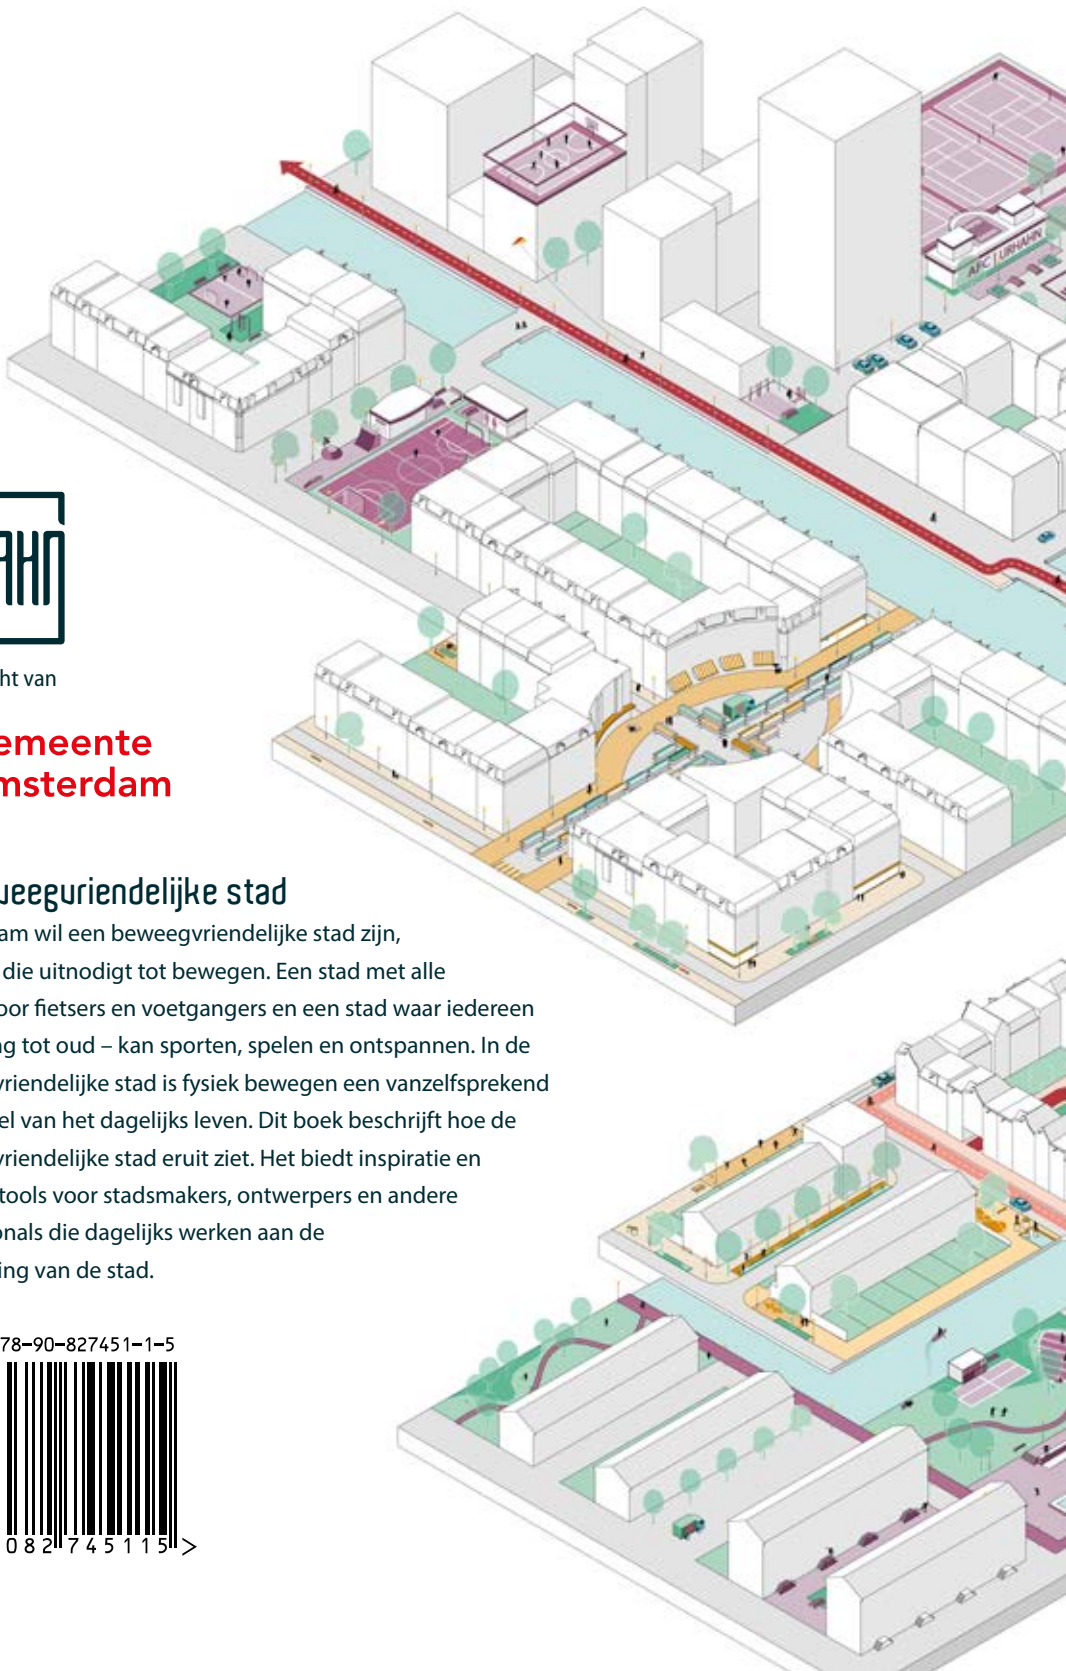 AFC | URHAHN
AHN
ht van
emeente
msterdam
weegvriendelijke stad
am wil een beweegvriendelijke stad zijn,
die uitnodigt tot bewegen. Een stad met alle
oor fietsers en voetgangers en een stad waar iedereen
ng tot oud – kan sporten, spelen en ontspannen. In de
vriendelijke stad is fysiek bewegen een vanzelfsprekend
el van het dagelijks leven. Dit boek beschrijft hoe de
vriendelijke stad eruit ziet. Het biedt inspiratie en
tools voor stadsmakers, ontwerpers en andere
onals die dagelijks werken aan de
ing van de stad.
78-90-827451-1-5
082 745115 >